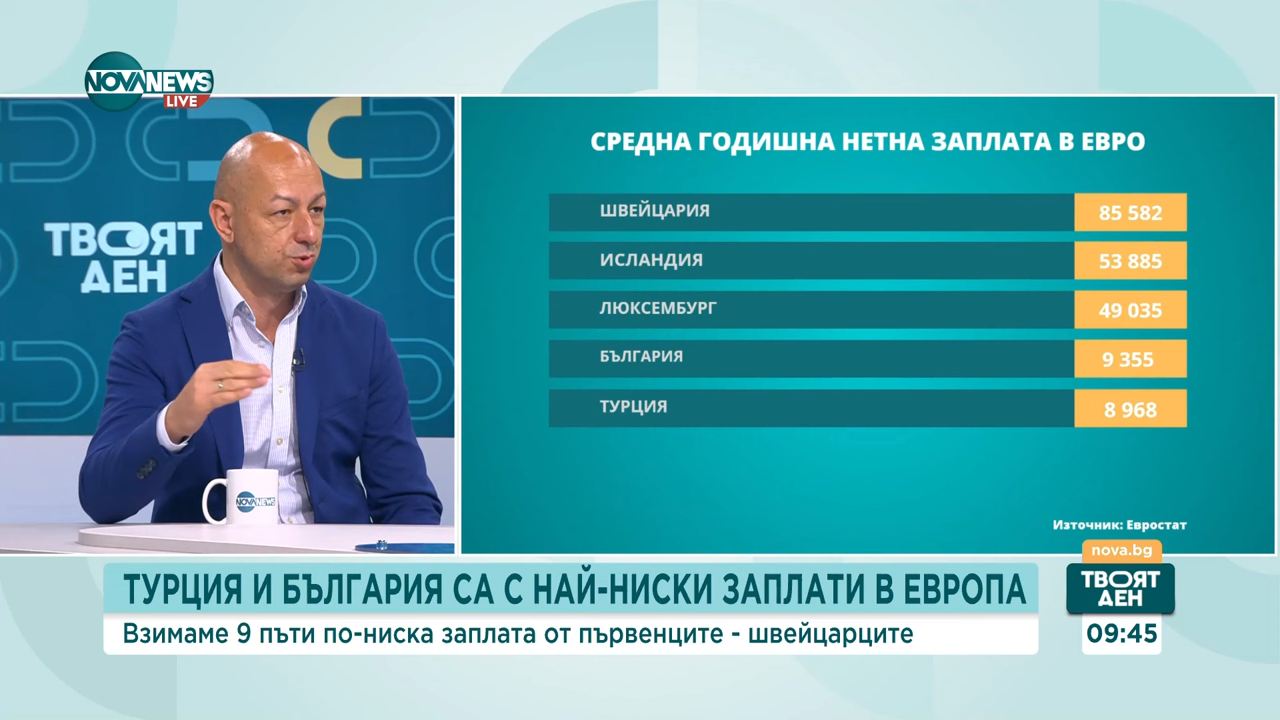 NOVANEWS
LIVE
ТВОЯТ
ДЕН
NOVANEWS
СРЕДНА ГОДИШНА НЕТНА ЗАПЛАТА В ЕВРО
ШВЕЙЦАРИЯ 85 582
ИСЛАНДИЯ 53 885
ЛЮКСЕМБУРГ 49 035
БЪЛГАРИЯ 9 355
ТУРЦИЯ 8 968
Източник: Евростат
nova.bg
ТВОЯТ
ДЕН
09:45
ТУРЦИЯ И БЪЛГАРИЯ СА С НАЙ-НИСКИ ЗАПЛАТИ В ЕВРОПА
Взимаме 9 пъти по-ниска заплата от първенците - швейцарците